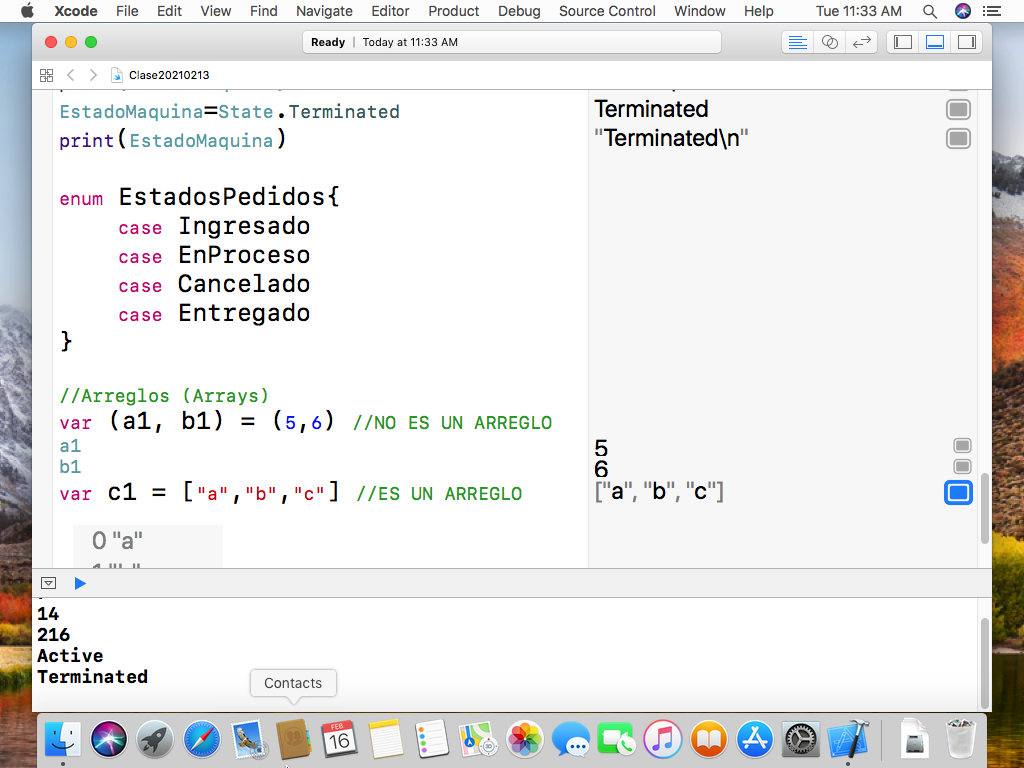 Xcode File Edit View Find Navigate Editor Product Debug Source Control Window Help Tue 11:33 AM
Ready | Today at 11:33 AM
Clase20210213
EstadoMaquina=State.Terminated
Terminated
print(EstadoMaquina)
"Terminated\n"
enum EstadosPedidos{
case Ingresado
case EnProceso
case Cancelado
case Entregado
}
//Arreglos (Arrays)
var (a1, b1) = (5,6) //NO ES UN ARREGLO
a1
5
b1
6
var c1 = ["a","b","c"] //ES UN ARREGLO
["a", "b", "c"]
0 "a"
14
216
Active
Terminated
Contacts
FEB
16